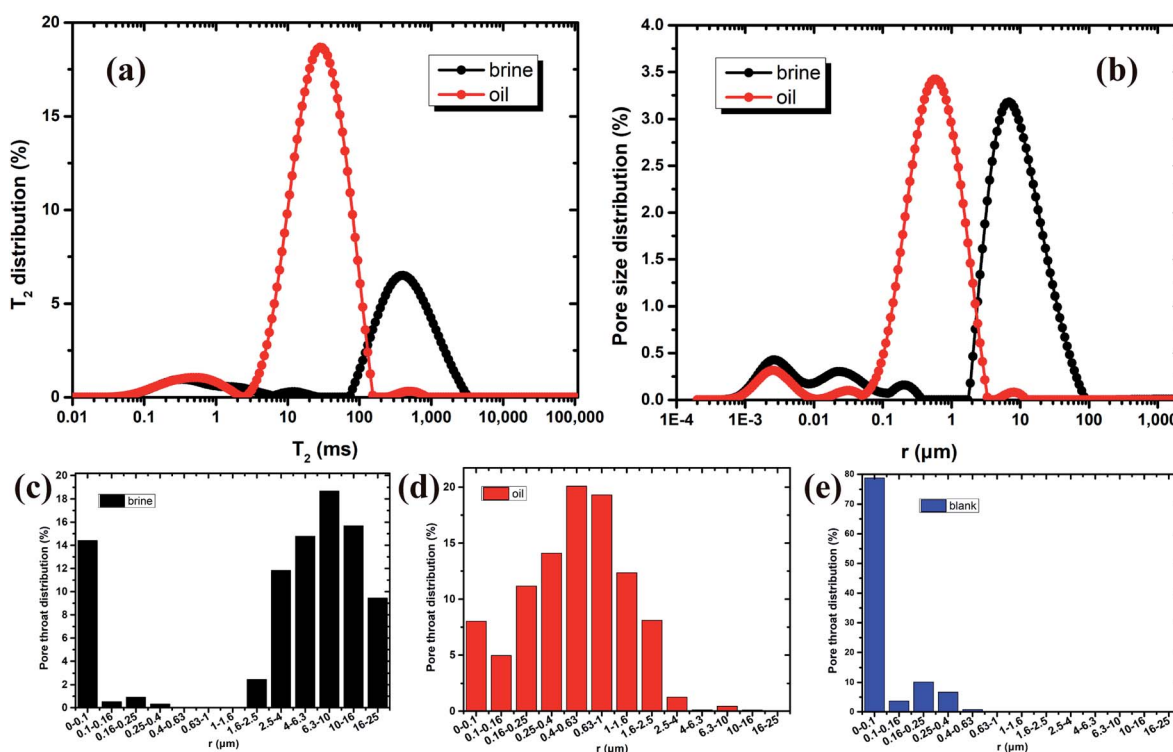 (a)
brine
oil
20
15
10
5
0
T2 distribution (%)
0.01 0.1 1 10 100 1,000 10,000 100,000
T2 (ms)
(b)
brine
oil
4.0
3.5
3.0
2.5
2.0
1.5
1.0
0.5
0.0
Pore size distribution (%)
1E-4 1E-3 0.01 0.1 1 10 100 1000
r (μm)
(c)
brine
20
18
16
14
12
10
8
6
4
2
0
Pore throat distribution (%)
0-0.1 0.1-0.16 0.16-0.25 0.25-0.4 0.4-0.63 0.63-1 1-1.6 1.6-2.5 2.5-4 4-6.3 6.3-10 10-16 16-25
r (μm)
(d)
oil
20
15
10
5
0
Pore throat distribution (%)
0-0.1 0.1-0.16 0.16-0.25 0.25-0.4 0.4-0.63 0.63-1 1-1.6 1.6-2.5 2.5-4 4-6.3 6.3-10 10-16 16-25
r (μm)
(e)
blank
80
70
60
50
40
30
20
10
0
Pore throat distribution (%)
0-0.1 0.1-0.16 0.16-0.25 0.25-0.4 0.4-0.63 0.63-1 1-1.6 1.6-2.5 2.5-4 4-6.3 6.3-10 10-16 16-25
r (μm)